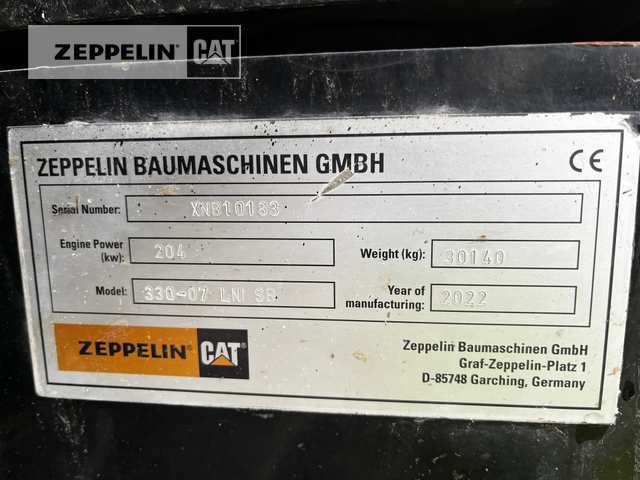 ZEPPELIN CAT
ZEPPELIN BAUMASCHINEN GMBH CE
Serial Number: XNB10183
Engine Power (kw): 204 Weight (kg): 30140
Model: 330-07 LN Year of manufacturing: 2022
ZEPPELIN CAT
Zeppelin Baumaschinen GmbH
Graf-Zeppelin-Platz 1
D-85748 Garching, Germany